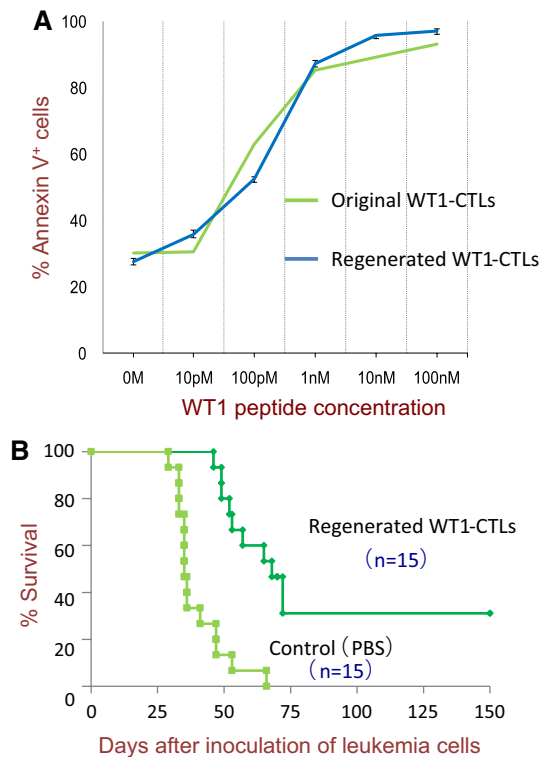 A
100
80
60
40
20
0
% Annexin V+ cells
Original WT1-CTLs
Regenerated WT1-CTLs
0M 10pM 100pM 1nM 10nM 100nM
WT1 peptide concentration
B
100
80
60
40
20
0
% Survival
Regenerated WT1-CTLs
(n=15)
Control (PBS)
(n=15)
0 25 50 75 100 125 150
Days after inoculation of leukemia cells